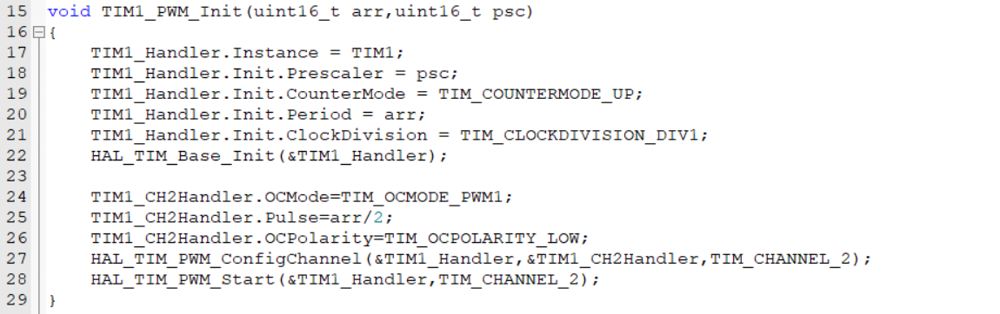 15 void TIM1_PWM_Init(uint16_t arr,uint16_t psc)
16 {
17 TIM1_Handler.Instance = TIM1;
18 TIM1_Handler.Init.Prescaler = psc;
19 TIM1_Handler.Init.CounterMode = TIM_COUNTERMODE_UP;
20 TIM1_Handler.Init.Period = arr;
21 TIM1_Handler.Init.ClockDivision = TIM_CLOCKDIVISION_DIV1;
22 HAL_TIM_Base_Init(&TIM1_Handler);
23
24 TIM1_CH2Handler.OCMode=TIM_OCMODE_PWM1;
25 TIM1_CH2Handler.Pulse=arr/2;
26 TIM1_CH2Handler.OCPolarity=TIM_OCPOLARITY_LOW;
27 HAL_TIM_PWM_ConfigChannel(&TIM1_Handler,&TIM1_CH2Handler,TIM_CHANNEL_2);
28 HAL_TIM_PWM_Start(&TIM1_Handler,TIM_CHANNEL_2);
29 }